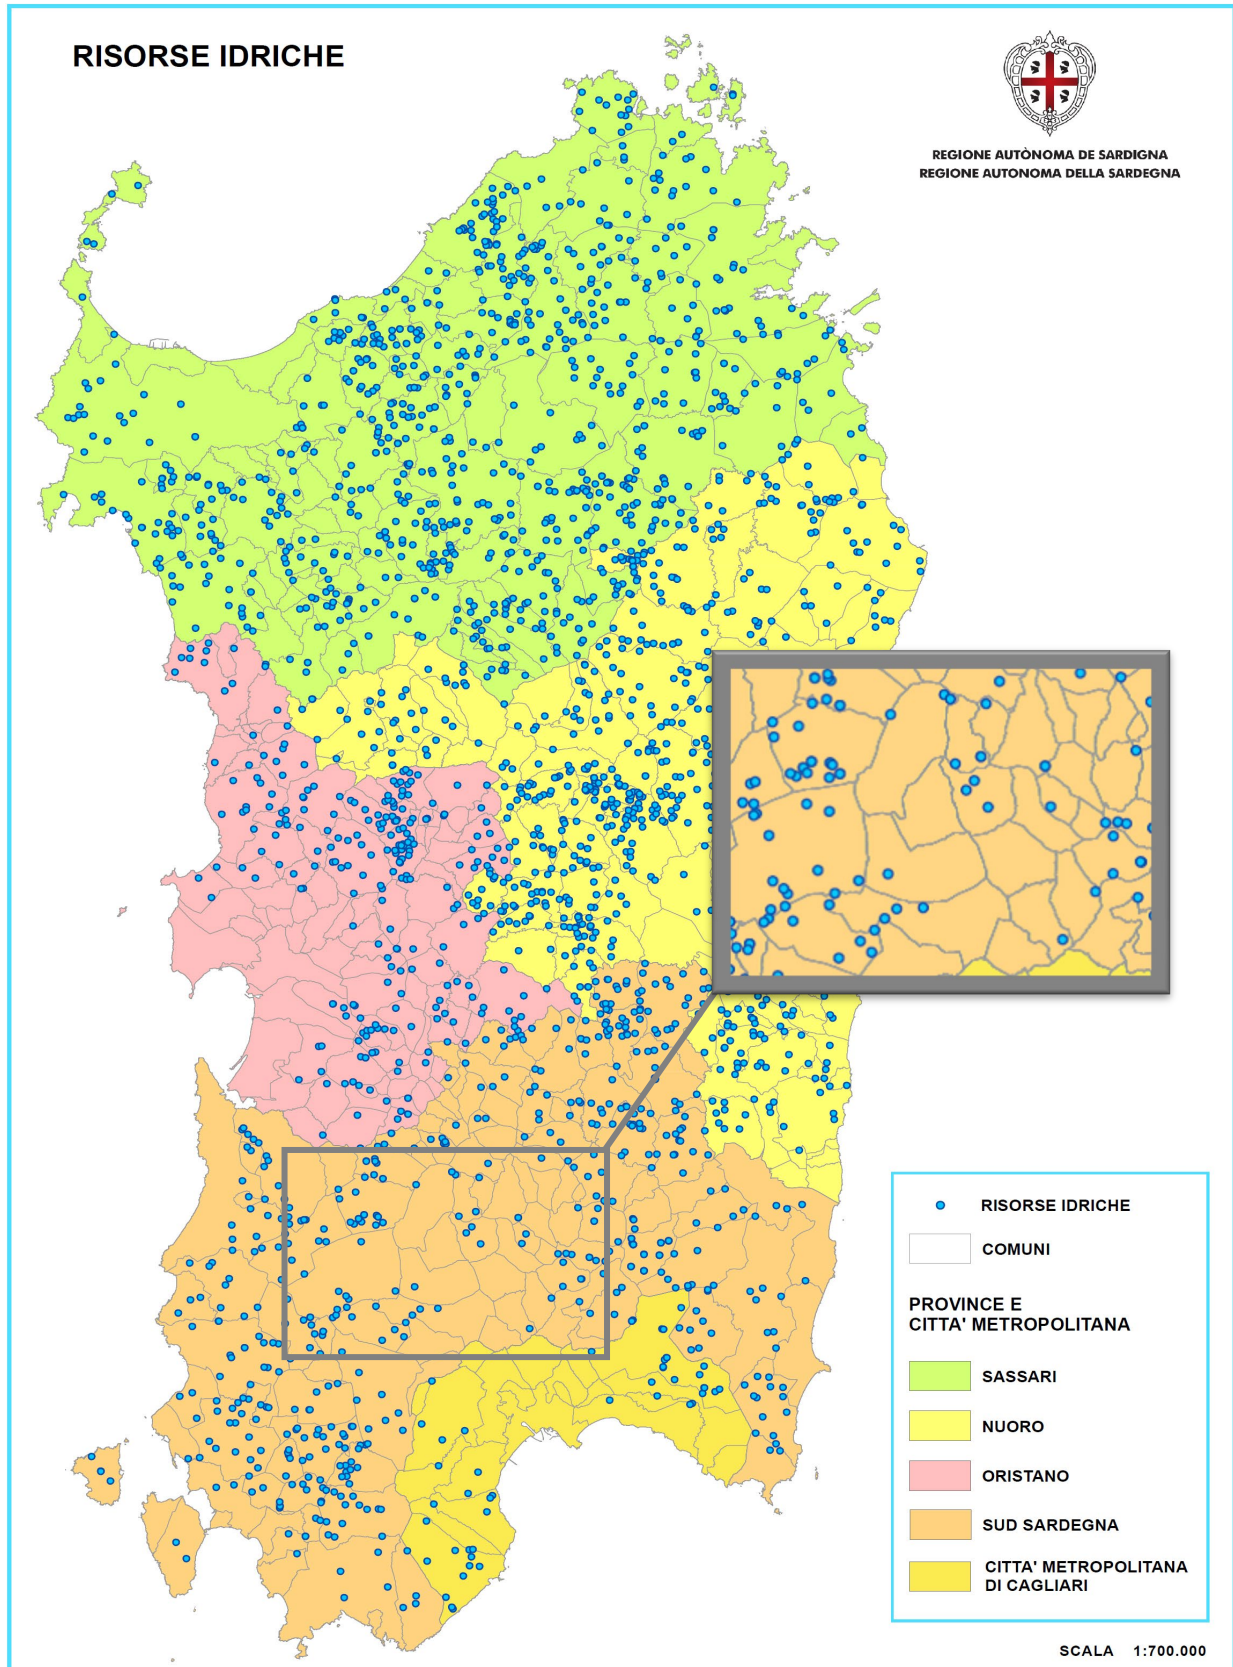 RISORSE IDRICHE
REGIONE AUTÒNOMA DE SARDIGNA
REGIONE AUTONOMA DELLA SARDEGNA
RISORSE IDRICHE
COMUNI
PROVINCE E
CITTA' METROPOLITANA
SASSARI
NUORO
ORISTANO
SUD SARDEGNA
CITTA' METROPOLITANA
DI CAGLIARI
SCALA 1:700.000